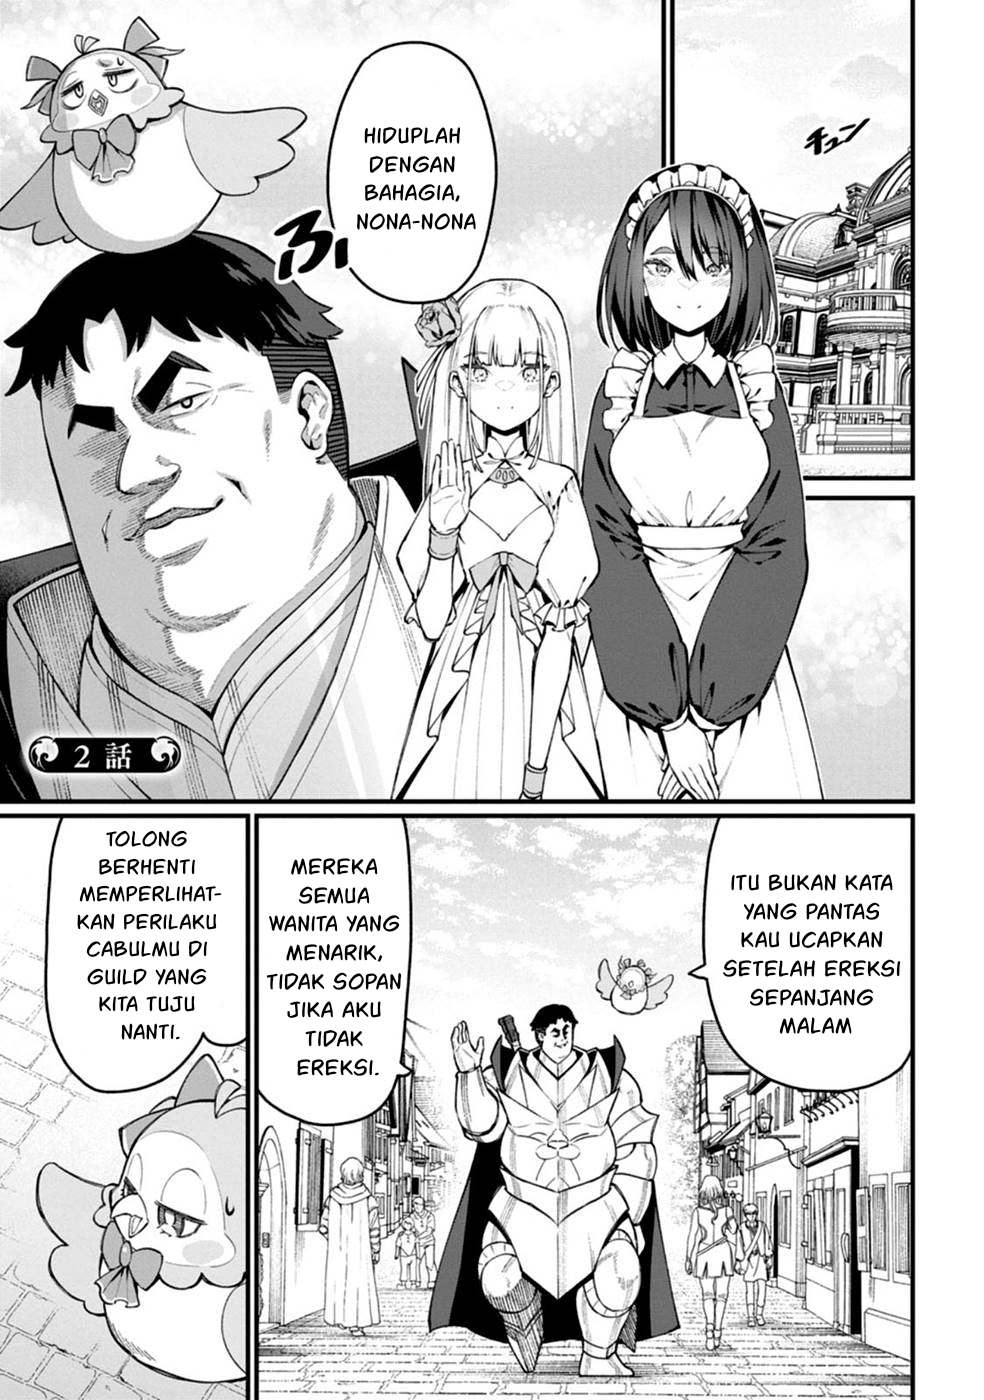 チュン
HIDUPLAH
DENGAN
BAHAGIA,
NONA-NONA
ふぃ
2話
ITU BUKAN KATA
YANG PANTAS
KAU UCAPKAN
SETELAH EREKSI
SEPANJANG
MALAM
MEREKA
SEMUA
WANITA YANG
MENARIK,
TIDAK SOPAN
JIKA AKU
TIDAK
EREKSI.
TOLONG
BERHENTI
MEMPERLIHAT-
KAN PERILAKU
CABULMU DI
GUILD YANG
KITA TUJU
NANTI.